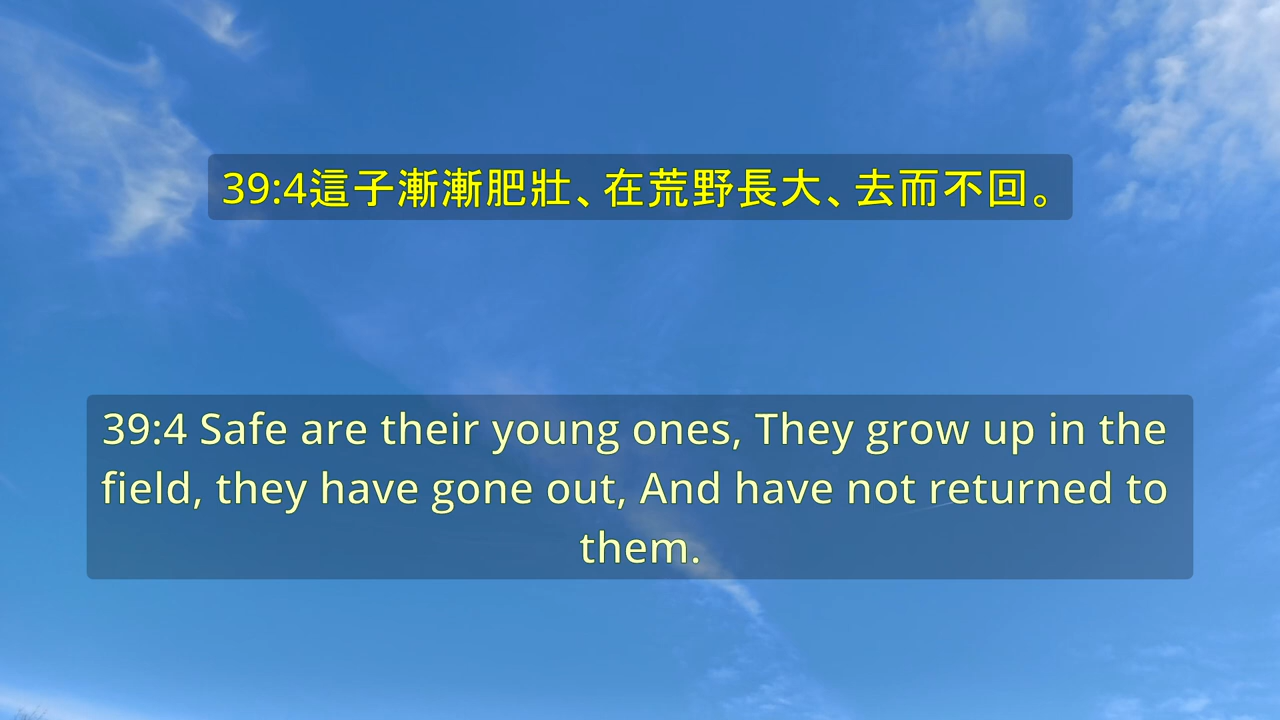 39:4這子漸漸肥壯、在荒野長大、去而不回。
39:4 Safe are their young ones, They grow up in the
field, they have gone out, And have not returned to
them.